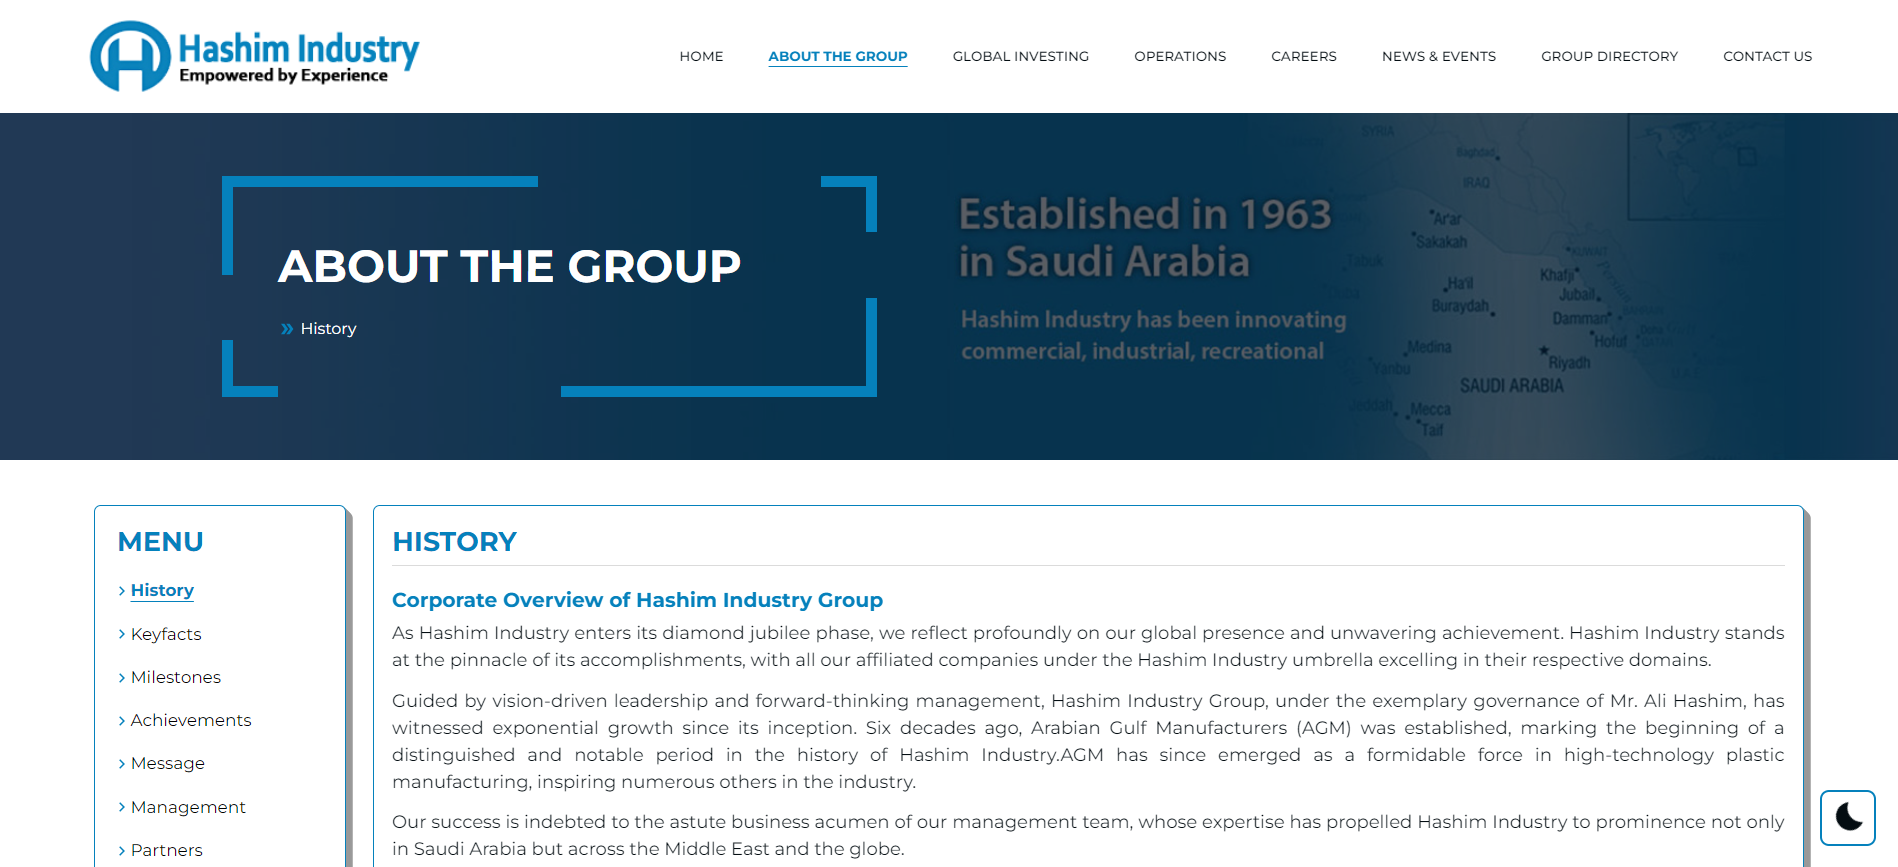 Hashim Industry
Empowered by Experience
HOME
ABOUT THE GROUP
GLOBAL INVESTING
OPERATIONS
CAREERS
NEWS & EVENTS
GROUP DIRECTORY
CONTACT US
ABOUT THE GROUP
» History
Established in 1963
in Saudi Arabia
Hashim Industry has been innovating
commercial, industrial, recreational
SYRIA
Baghdad
IRAQ
Ar'ar
Sakakah
KUWAIT
Tabuk
Persian
Khafji
Ha'il
Jubail
Buraydah
Damman
BAHRAIN
Doha
Hofuf
QATAR
Medina
Riyadh
Yanbu
U.A.E.
SAUDI ARABIA
Jaddah
Mecca
Taif
MENU
History
Keyfacts
Milestones
Achievements
Message
Management
Partners
HISTORY
Corporate Overview of Hashim Industry Group
As Hashim Industry enters its diamond jubilee phase, we reflect profoundly on our global presence and unwavering achievement. Hashim Industry stands
at the pinnacle of its accomplishments, with all our affiliated companies under the Hashim Industry umbrella excelling in their respective domains.
Guided by vision-driven leadership and forward-thinking management, Hashim Industry Group, under the exemplary governance of Mr. Ali Hashim, has
witnessed exponential growth since its inception. Six decades ago, Arabian Gulf Manufacturers (AGM) was established, marking the beginning of a
distinguished and notable period in the history of Hashim Industry.AGM has since emerged as a formidable force in high-technology plastic
manufacturing, inspiring numerous others in the industry.
Our success is indebted to the astute business acumen of our management team, whose expertise has propelled Hashim Industry to prominence not only
in Saudi Arabia but across the Middle East and the globe.